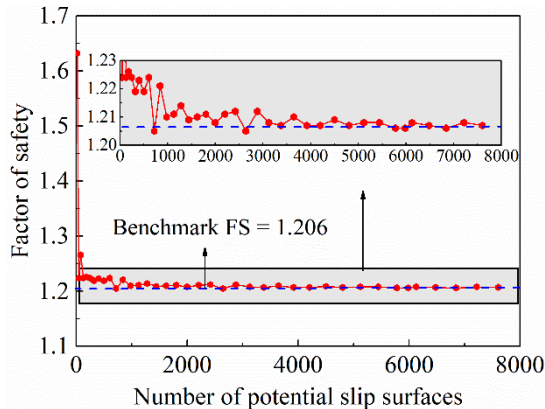 1.7
1.6
1.5
1.4
1.3
1.2
1.1
Factor of safety
1.23
1.22
1.21
1.20
0 1000 2000 3000 4000 5000 6000 7000 8000
Benchmark FS = 1.206
0 2000 4000 6000 8000
Number of potential slip surfaces